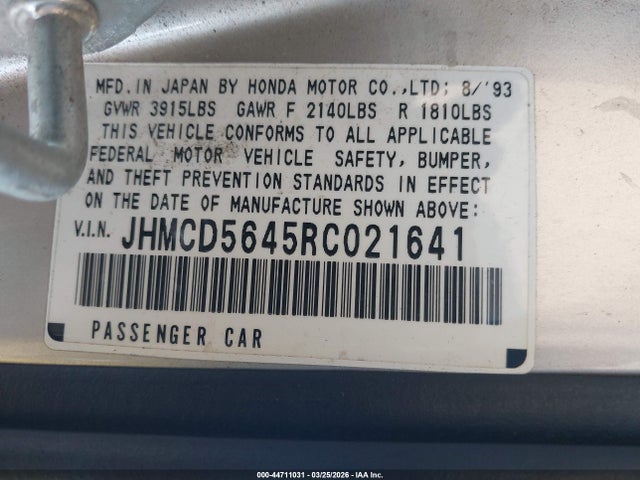 MFD. IN JAPAN BY HONDA MOTOR CO.,LTD; 8/'93
GVWR 3915LBS GAWR F 2140LBS R 1810LBS
THIS VEHICLE CONFORMS TO ALL APPLICABLE
FEDERAL MOTOR VEHICLE SAFETY, BUMPER,
AND THEFT PREVENTION STANDARDS IN EFFECT
ON THE DATE OF MANUFACTURE SHOWN ABOVE:
V.I.N. JHMCD5645RC021641
PASSENGER CAR
000-44711031 - 03/25/2026 - IAA Inc.